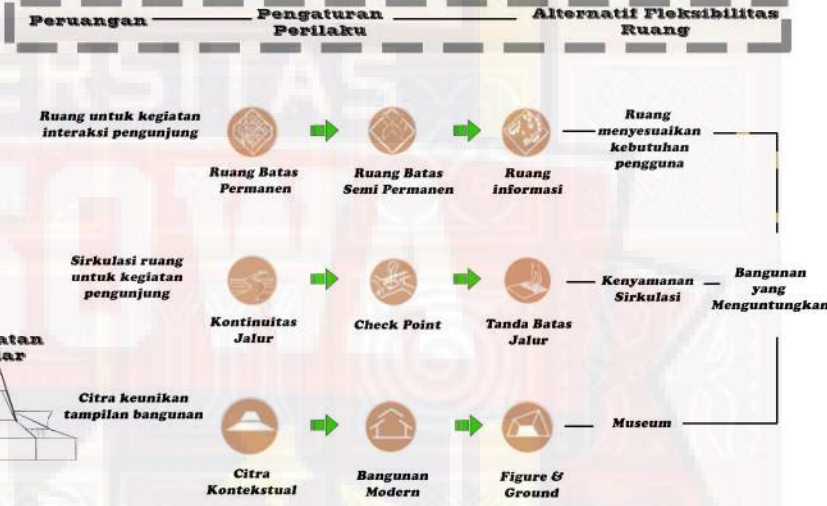 Peruangan
Pengaturan
Perilaku
Alternatif Fleksibilitas
Ruang
Ruang untuk kegiatan
interaksi pengunjung
Ruang Batas
Permanen
Ruang Batas
Semi Permanen
Ruang
informasi
Ruang
menyesuaikan
kebutuhan
pengguna
Sirkulasi ruang
untuk kegiatan
pengunjung
Kontinuitas
Jalur
Check Point
Tanda Batas
Jalur
Kenyamanan
Sirkulasi
Bangunan
yang
Menguntungkan
Citra keunikan
tampilan bangunan
Citra
Kontekstual
Bangunan
Modern
Figure &
Ground
Museum